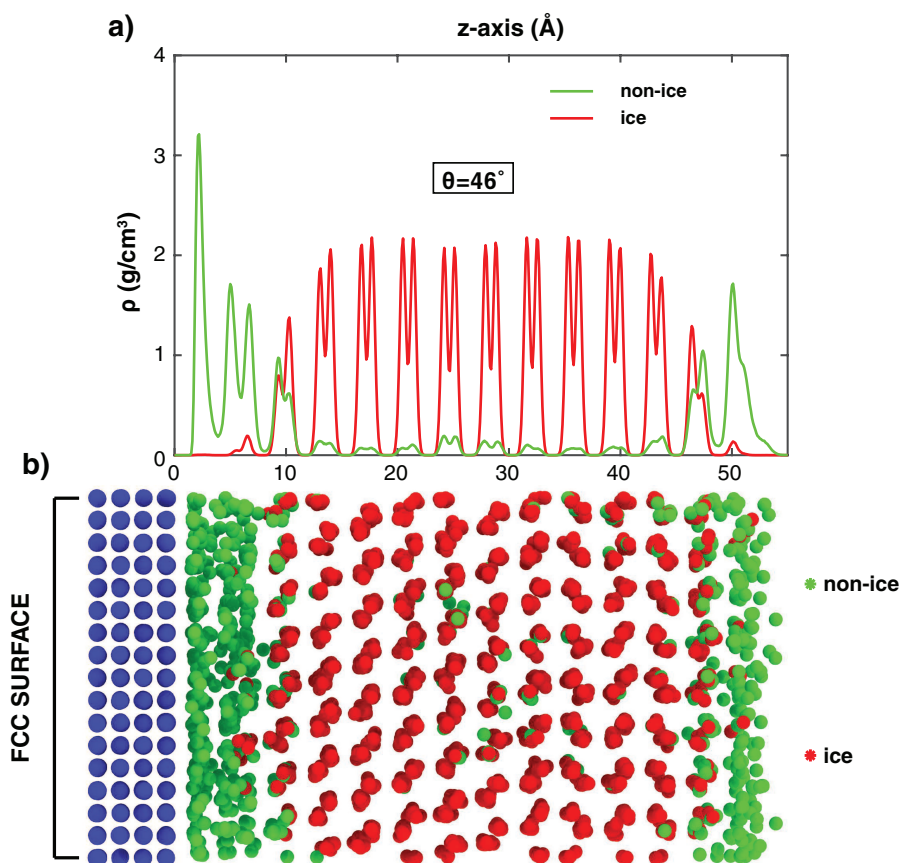 a)
z-axis (Å)
4
3
2
1
0
ρ (g/cm³)
non-ice
ice
θ=46°
0 10 20 30 40 50
b)
FCC SURFACE
non-ice
ice